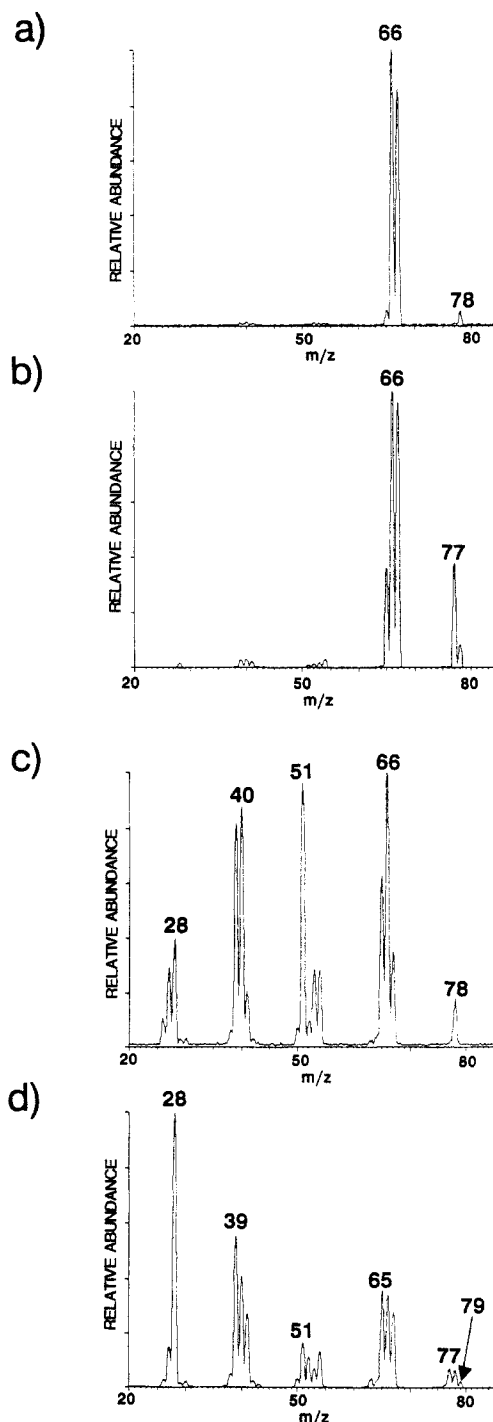 a)
66
RELATIVE ABUNDANCE
78
20 50 80
m/z
b)
66
RELATIVE ABUNDANCE
77
20 50 80
m/z
c)
66
51
40
RELATIVE ABUNDANCE
28
78
20 50 80
m/z
d)
28
RELATIVE ABUNDANCE
39
65
79
51
77
20 50 80
m/z